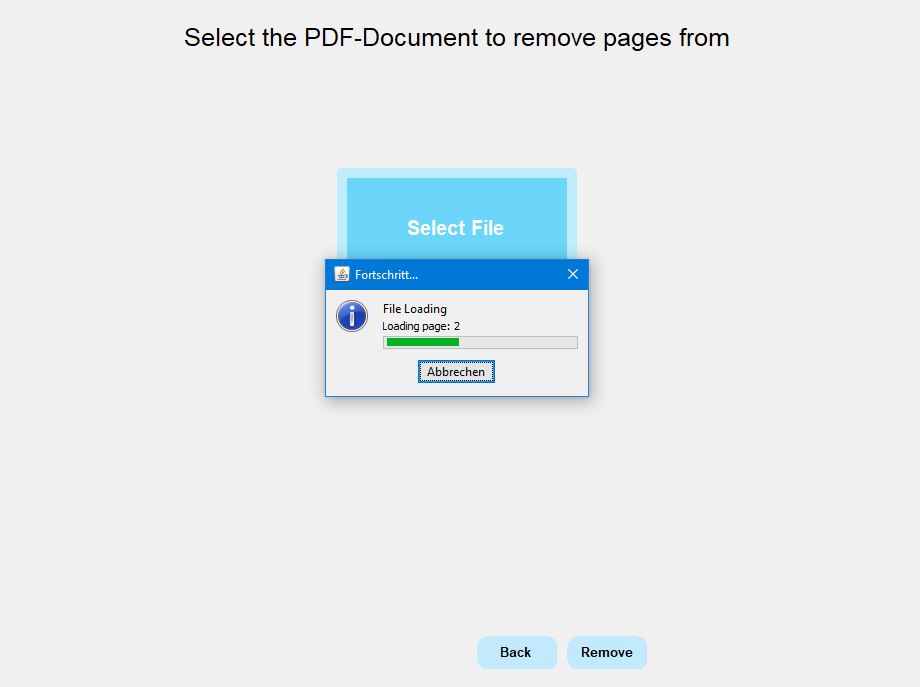 Select the PDF-Document to remove pages from
Select File
Fortschritt...
File Loading
Loading page: 2
Abbrechen
Back
Remove